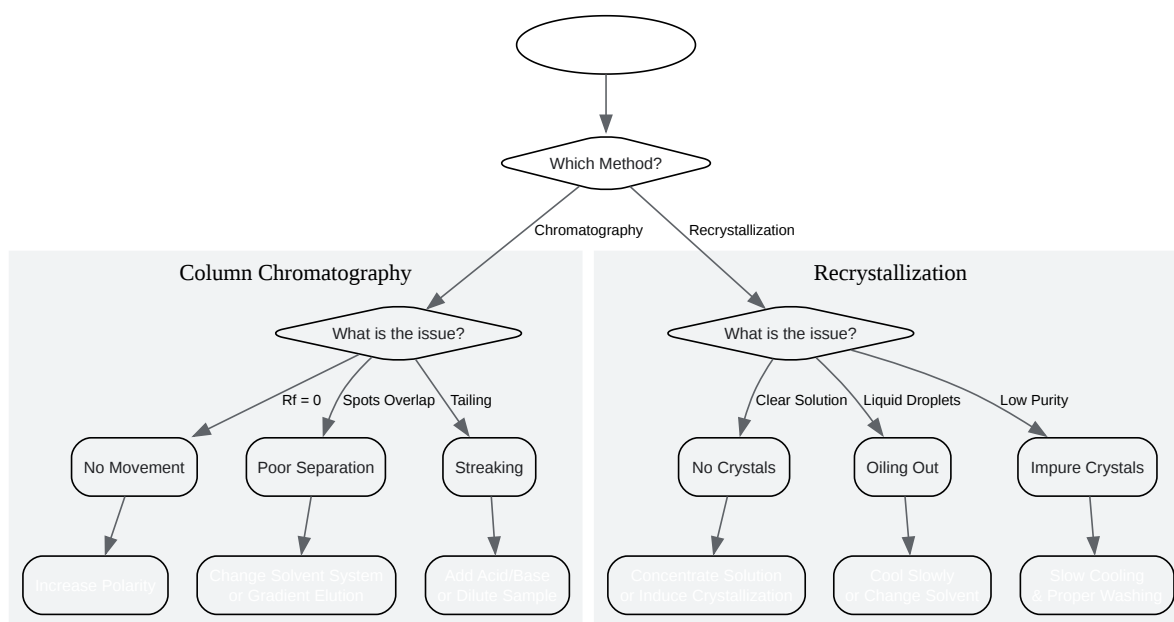 Which Method?
Chromatography
Recrystallization
Column Chromatography
Recrystallization
What is the issue?
What is the issue?
Rf = 0
Spots Overlap
Tailing
Clear Solution
Liquid Droplets
Low Purity
No Movement
Poor Separation
Streaking
No Crystals
Oiling Out
Impure Crystals
Increase Polarity
Change Solvent System
or Gradient Elution
Add Acid/Base
or Dilute Sample
Concentrate Solution
or Induce Crystallization
Cool Slowly
or Change Solvent
Slow Cooling
& Proper Washing